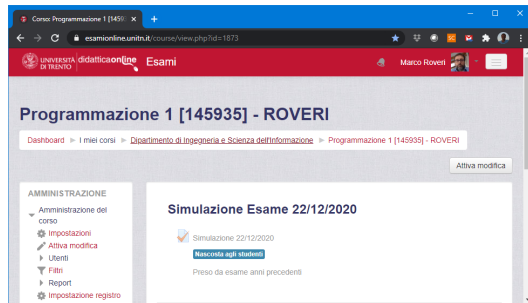 Corso: Programmazione 1 [1459
esamionline.unitn.it/course/view.php?id=1873
UNIVERSITÀ DI TRENTO didatticaonline Esami Marco Roveri
Programmazione 1 [145935] - ROVERI
Dashboard I miei corsi Dipartimento di Ingegneria e Scienza dell'Informazione Programmazione 1 [145935] - ROVERI
Attiva modifica
AMMINISTRAZIONE
Amministrazione del corso
Impostazioni
Attiva modifica
Utenti
Filtri
Report
Impostazione registro
Simulazione Esame 22/12/2020
Simulazione 22/12/2020
Nascosta agli studenti
Preso da esame anni precedenti